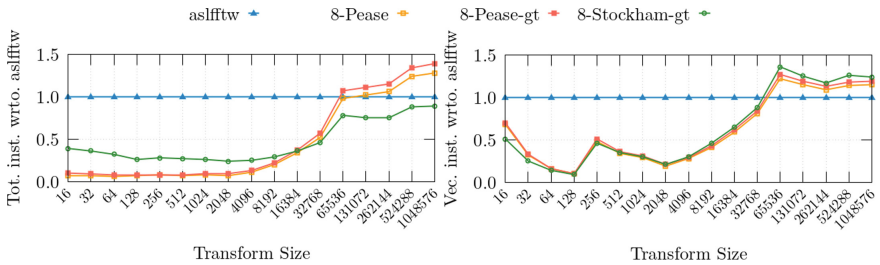 aslfftw 8-Pease 8-Pease-gt 8-Stockham-gt
Tot. inst. wrto. aslfftw
1.5
1.0
0.5
0.0
16 32 64 128 256 512 1024 2048 4096 8192 16384 32768 65536 131072 262144 524288 1048576
Transform Size
Vec. inst. wrto. aslfftw
1.5
1.0
0.5
0.0
16 32 64 128 256 512 1024 2048 4096 8192 16384 32768 65536 131072 262144 524288 1048576
Transform Size